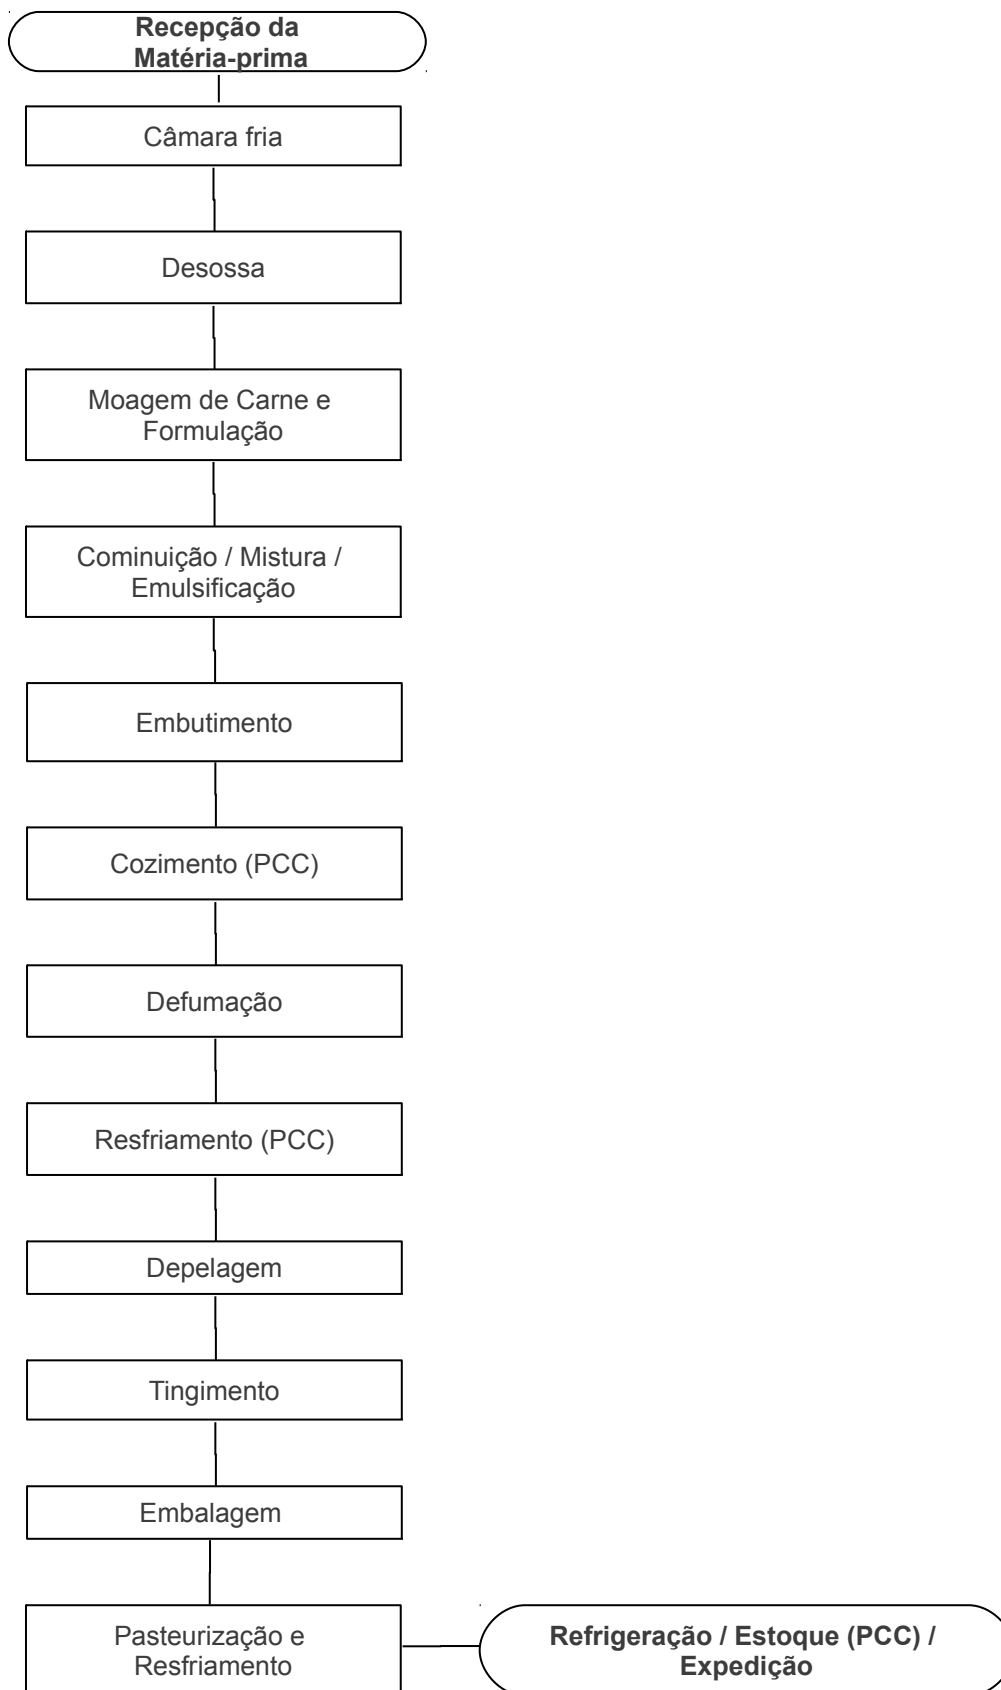 Recepção da
Matéria-prima
Câmara fria
Desossa
Moagem de Carne e
Formulação
Cominuição / Mistura /
Emulsificação
Embutimento
Cozimento (PCC)
Defumação
Resfriamento (PCC)
Depelagem
Tingimento
Embalagem
Pasteurização e
Resfriamento
Refrigeração / Estoque (PCC) /
Expedição